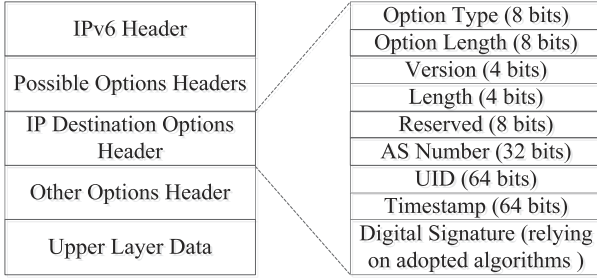 IPv6 Header
Possible Options Headers
IP Destination Options
Header
Other Options Header
Upper Layer Data
Option Type (8 bits)
Option Length (8 bits)
Version (4 bits)
Length (4 bits)
Reserved (8 bits)
AS Number (32 bits)
UID (64 bits)
Timestamp (64 bits)
Digital Signature (relying
on adopted algorithms )